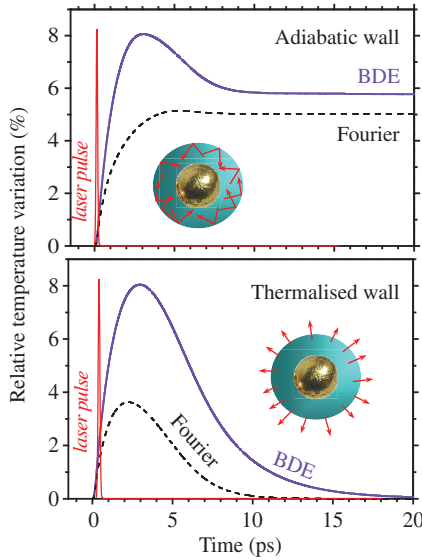 Adiabatic wall
BDE
Fourier
laser pulse
8
6
4
2
0
Relative temperature variation (%)
Thermalised wall
Fourier
BDE
laser pulse
8
6
4
2
0
0
5
10
15
20
Time (ps)